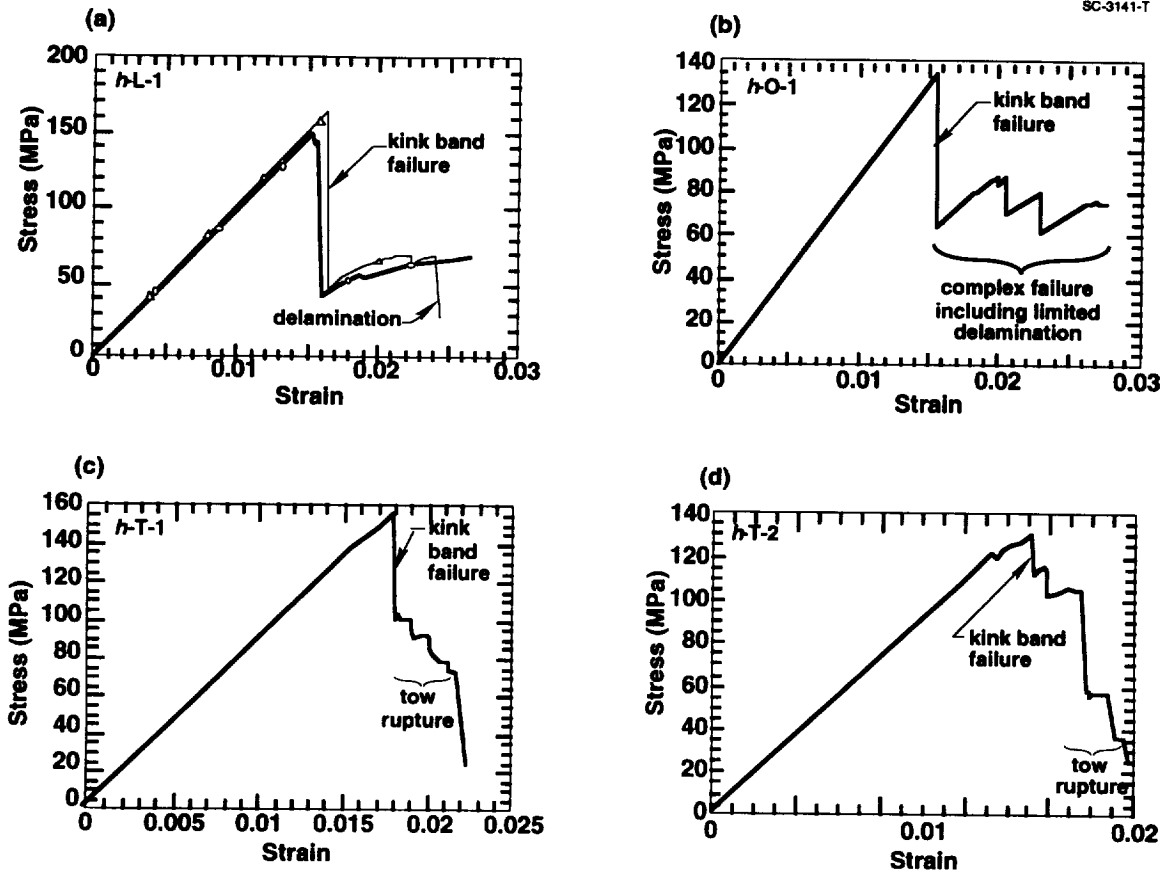 SC-3141-T
(a)
h-L-1
200
150
100
50
0
Stress (MPa)
kink band
failure
delamination
0 0.01 0.02 0.03
Strain
(b)
h-O-1
140
120
100
80
60
40
20
0
Stress (MPa)
kink band
failure
complex failure
including limited
delamination
0 0.01 0.02 0.03
Strain
(c)
h-T-1
160
140
120
100
80
60
40
20
0
Stress (MPa)
kink
band
failure
tow
rupture
0 0.005 0.01 0.015 0.02 0.025
Strain
(d)
h-T-2
140
120
100
80
60
40
20
0
Stress (MPa)
kink band
failure
tow
rupture
0 0.01 0.02
Strain